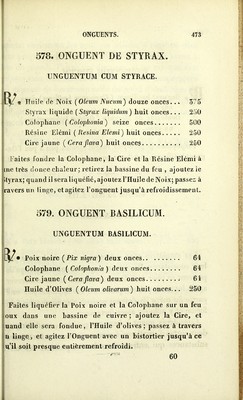 ONGUENTS. 473
578. ONGUENT DE STYRAX.
UNGUENTUM CUM STYRACE.
℞. Huile de Noix (Oleum Nucum) douze onces... 375
Styrax liquide (Styrax liquidum) huit onces... 250
Colophane (Colophonia) seize onces........ 500
Résine Elémi (Resina Elemi) huit onces..... 250
Cire jaune (Cera flava) huit onces.......... 250
Faites fondre la Colophane, la Cire et la Résine Elémi à
une très donce chaleur; retirez la bassine du feu, ajoutez le
Styrax; quand il sera liquéfié, ajoutez l'Huile de Noix; passez à
travers un linge, et agitez l'onguent jusqu'à refroidissement.
579. ONGUENT BASILICUM.
UNGUENTUM BASILICUM.
℞. Poix noire (Pix nigra) deux onces.......... 64
Colophane (Colophonia) deux onces........ 64
Cire jaune (Cera flava) deux onces......... 64
Huile d'Olives (Oleum olivarum) huit onces... 250
Faites liquéfier la Poix noire et la Colophane sur un feu
oux dans une bassine de cuivre; ajoutez la Cire, et
uand elle sera fondue, l'Huile d'olives; passez à travers
n linge, et agitez l'Onguent avec un bistortier jusqu'à ce
u'il soit presque entièrement refroidi.
60